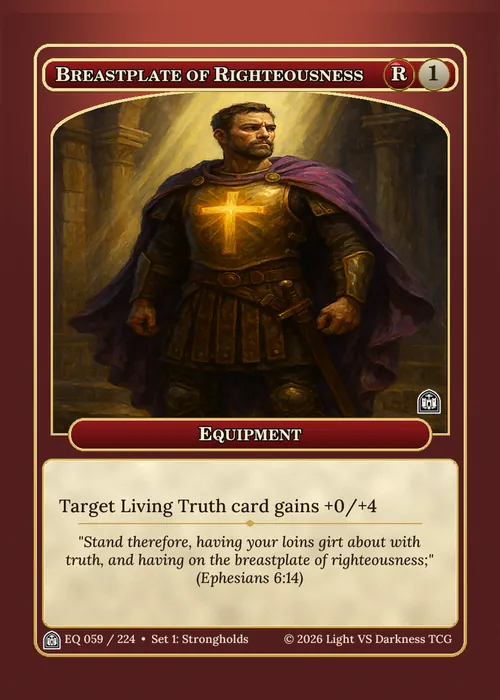 BREASTPLATE OF RIGHTEOUSNESS R 1
EQUIPMENT
Target Living Truth card gains +0/+4
"Stand therefore, having your loins girt about with
truth, and having on the breastplate of righteousness;"
(Ephesians 6:14)
EQ 059 / 224 • Set 1: Strongholds © 2026 Light VS Darkness TCG